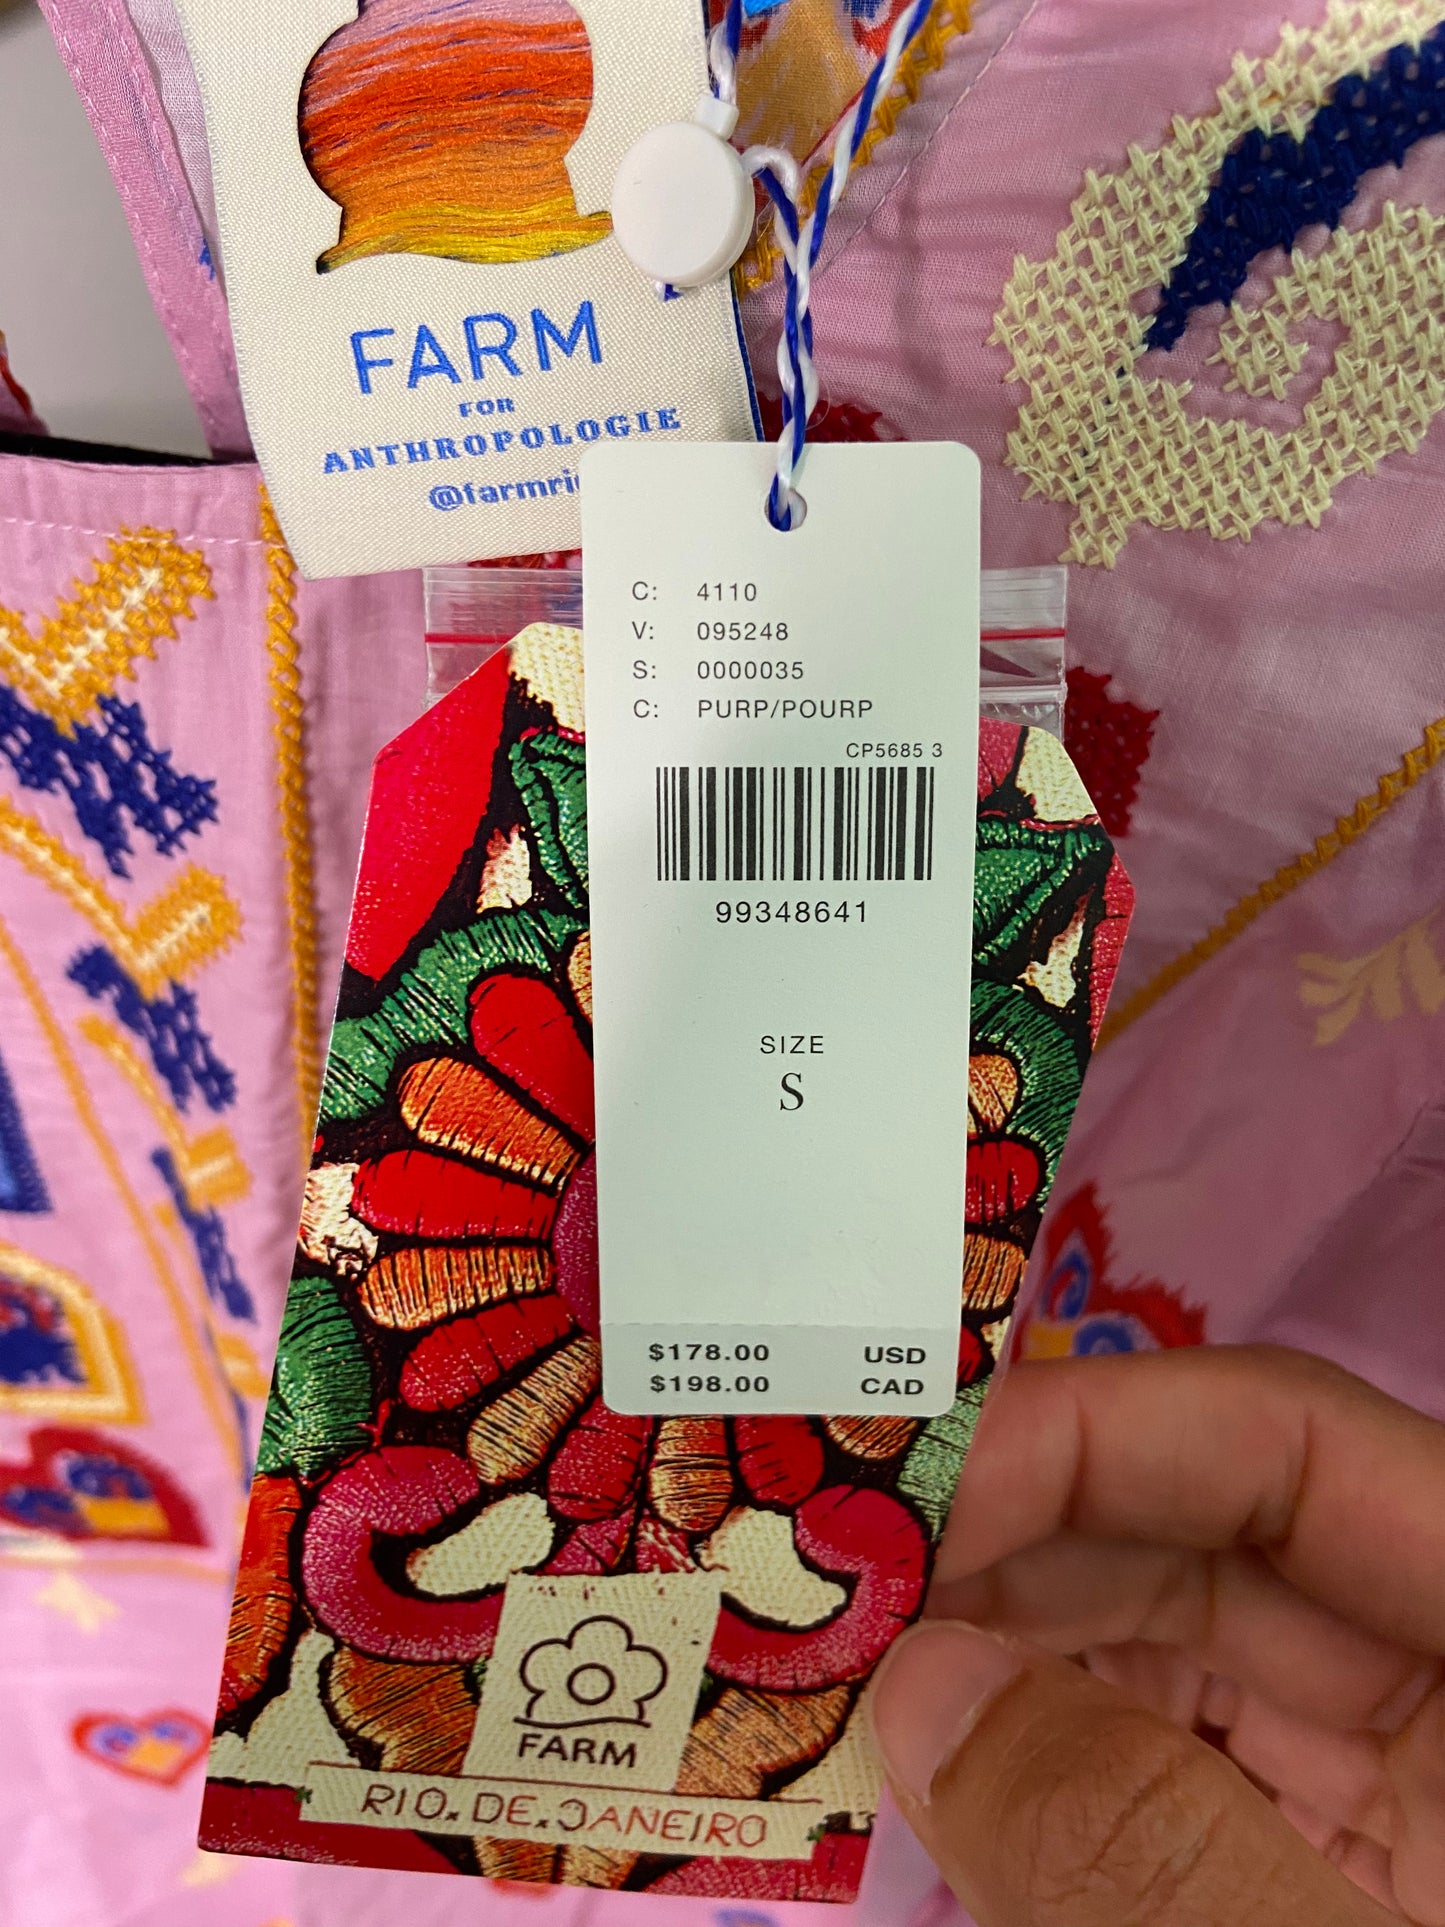 FARM
FOR
ANTHROPOLOGIE
C: 4110
V: 095248
S: 0000035
C: PURP/POURP
CP5685 3
99348641
SIZE
S
$178.00 USD
$198.00 CAD
FARM
RIO. DE. JANEIRO